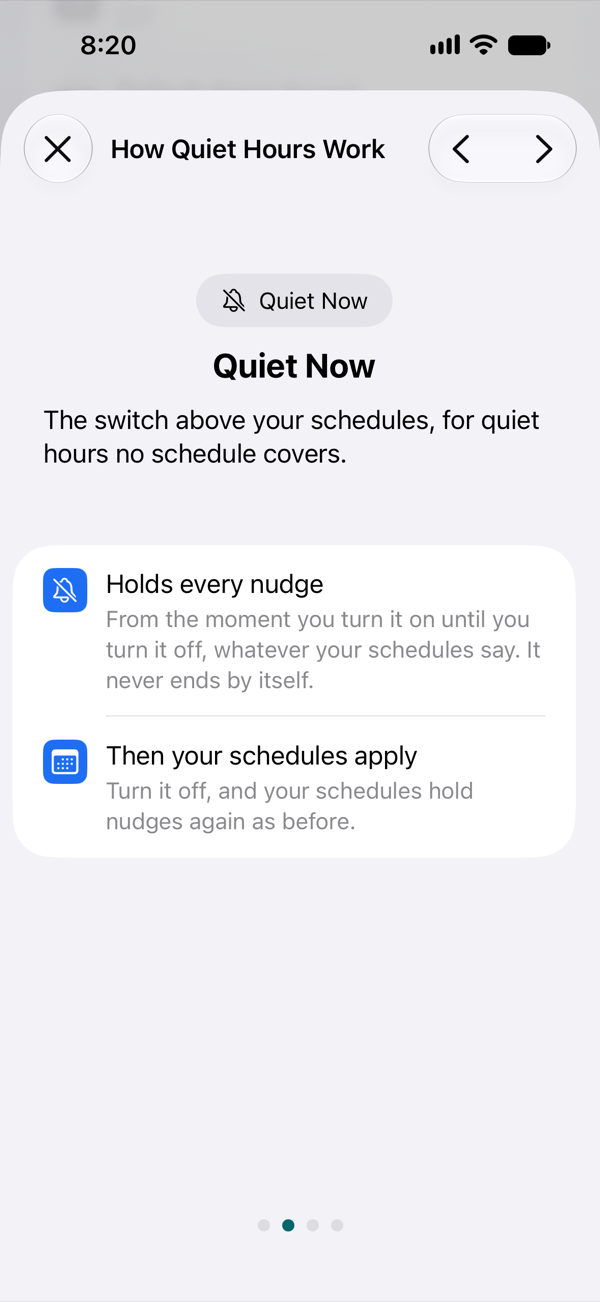 8:20
How Quiet Hours Work
Quiet Now
Quiet Now
The switch above your schedules, for quiet
hours no schedule covers.
Holds every nudge
From the moment you turn it on until you
turn it off, whatever your schedules say. It
never ends by itself.
Then your schedules apply
Turn it off, and your schedules hold
nudges again as before.